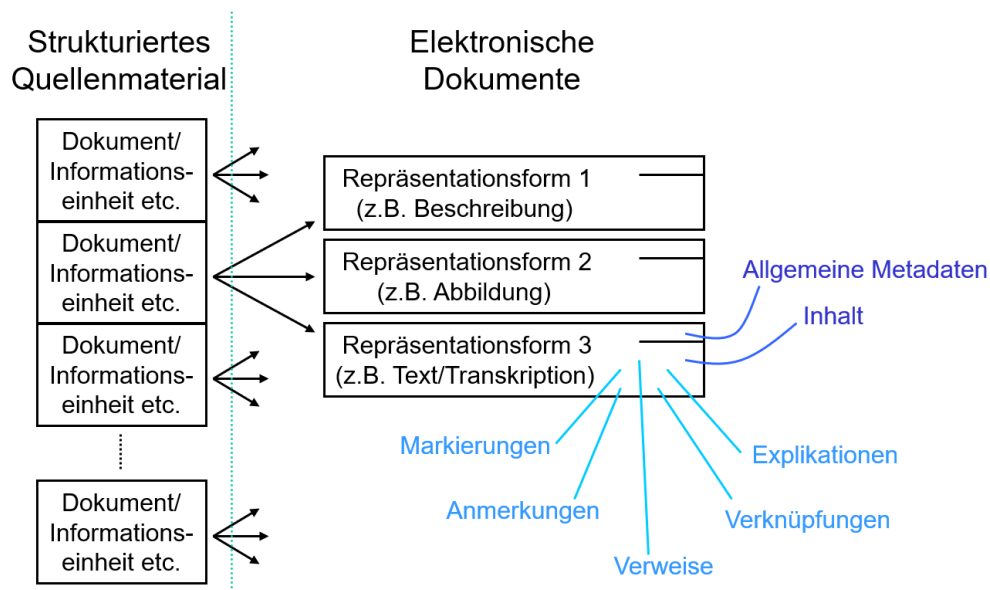 Strukturiertes
Quellenmaterial
Elektronische
Dokumente
Dokument/
Informations-
einheit etc.
Dokument/
Informations-
einheit etc.
Dokument/
Informations-
einheit etc.
Dokument/
Informations-
einheit etc.
Repräsentationsform 1
(z.B. Beschreibung)
Repräsentationsform 2
(z.B. Abbildung)
Repräsentationsform 3
(z.B. Text/Transkription)
Allgemeine Metadaten
Inhalt
Markierungen
Anmerkungen
Verweise
Verknüpfungen
Explikationen